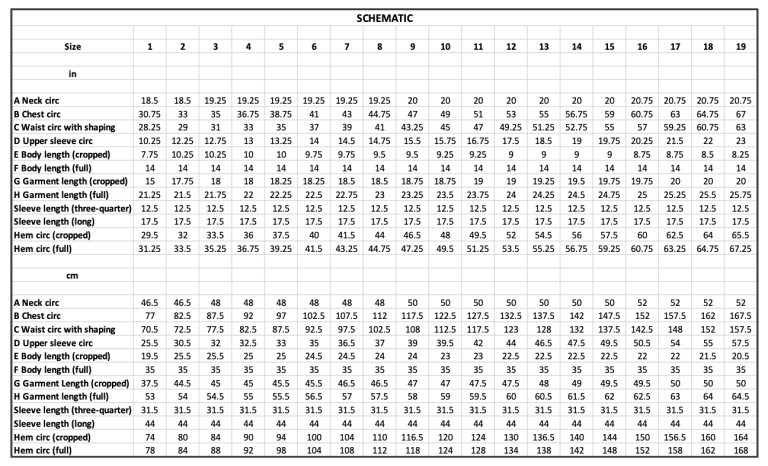 SCHEMATIC
Size 1 2 3 4 5 6 7 8 9 10 11 12 13 14 15 16 17 18 19
in
A Neck circ 18.5 18.5 19.25 19.25 19.25 19.25 19.25 19.25 20 20 20 20 20 20 20 20.75 20.75 20.75 20.75
B Chest circ 30.75 33 35 36.75 38.75 41 43 44.75 47 49 51 53 55 56.75 59 60.75 63 64.75 67
C Waist circ with shaping 28.25 29 31 33 35 37 39 41 43.25 45 47 49.25 51.25 52.75 55 57 59.25 60.75 63
D Upper sleeve circ 10.25 12.25 12.75 13 13.25 14 14.5 14.75 15.5 15.75 16.75 17.5 18.5 19 19.75 20.25 21.5 22 23
E Body length (cropped) 7.75 10.25 10.25 10 10 9.75 9.75 9.5 9.5 9.25 9.25 9 9 9 9 8.75 8.75 8.5 8.25
F Body length (full) 14 14 14 14 14 14 14 14 14 14 14 14 14 14 14 14 14 14 14
G Garment length (cropped) 15 17.75 18 18 18.25 18.25 18.5 18.5 18.75 18.75 19 19 19.25 19.5 19.75 19.75 20 20 20
H Garment length (full) 21.25 21.5 21.75 22 22.25 22.5 22.75 23 23.25 23.5 23.75 24 24.25 24.5 24.75 25 25.25 25.5 25.75
Sleeve length (three-quarter) 12.5 12.5 12.5 12.5 12.5 12.5 12.5 12.5 12.5 12.5 12.5 12.5 12.5 12.5 12.5 12.5 12.5 12.5 12.5
Sleeve length (long) 17.5 17.5 17.5 17.5 17.5 17.5 17.5 17.5 17.5 17.5 17.5 17.5 17.5 17.5 17.5 17.5 17.5 17.5 17.5
Hem circ (cropped) 29.5 32 33.5 36 37.5 40 41.5 44 46.5 48 49.5 52 54.5 56 57.5 60 62.5 64 65.5
Hem circ (full) 31.25 33.5 35.25 36.75 39.25 41.5 43.25 44.75 47.25 49.5 51.25 53.5 55.25 56.75 59.25 60.75 63.25 64.75 67.25
cm
A Neck circ 46.5 46.5 48 48 48 48 48 48 50 50 50 50 50 50 50 52 52 52 52
B Chest circ 77 82.5 87.5 92 97 102.5 107.5 112 117.5 122.5 127.5 132.5 137.5 142 147.5 152 157.5 162 167.5
C Waist circ with shaping 70.5 72.5 77.5 82.5 87.5 92.5 97.5 102.5 108 112.5 117.5 123 128 132 137.5 142.5 148 152 157.5
D Upper sleeve circ 25.5 30.5 32 32.5 33 35 36.5 37 39 39.5 42 44 46.5 47.5 49.5 50.5 54 55 57.5
E Body length (cropped) 19.5 25.5 25.5 25 25 24.5 24.5 24 24 23 23 22.5 22.5 22.5 22.5 22 22 21.5 20.5
F Body length (full) 35 35 35 35 35 35 35 35 35 35 35 35 35 35 35 35 35 35 35
G Garment Length (cropped) 37.5 44.5 45 45 45.5 45.5 46.5 46.5 47 47 47.5 47.5 48 49 49.5 49.5 50 50 50
H Garment length (full) 53 54 54.5 55 55.5 56.5 57 57.5 58 59 59.5 60 60.5 61.5 62 62.5 63 64 64.5
Sleeve length (three-quarter) 31.5 31.5 31.5 31.5 31.5 31.5 31.5 31.5 31.5 31.5 31.5 31.5 31.5 31.5 31.5 31.5 31.5 31.5 31.5
Sleeve length (long) 44 44 44 44 44 44 44 44 44 44 44 44 44 44 44 44 44 44 44
Hem circ (cropped) 74 80 84 90 94 100 104 110 116.5 120 124 130 136.5 140 144 150 156.5 160 164
Hem circ (full) 78 84 88 92 98 104 108 112 118 124 128 134 138 142 148 152 158 162 168